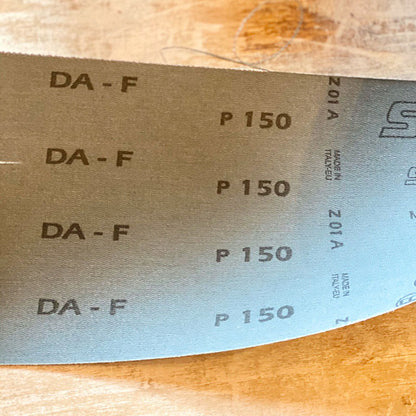 DA - F
P 150
Z01A
DA - F
P 150
MADE IN
ITALY-EU
DA - F
P 150
Z01A
DA - F
P 150
MADE IN
ITALY-EU